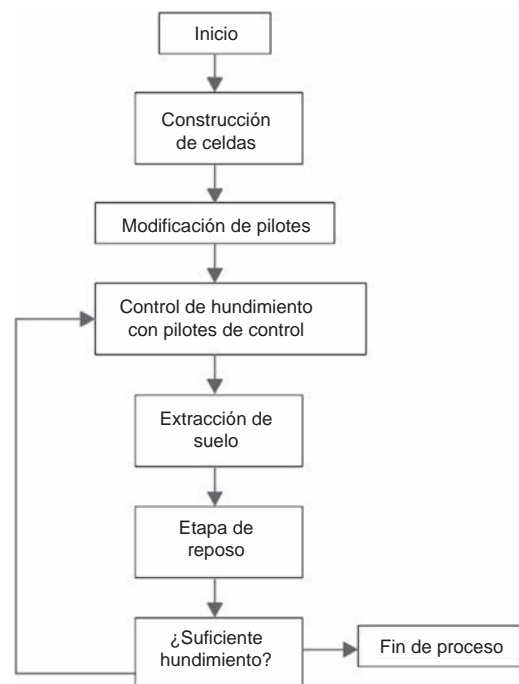 Inicio
Construcción
de celdas
Modificación de pilotes
Control de hundimiento
con pilotes de control
Extracción de
suelo
Etapa de
reposo
¿Suficiente
hundimiento?
Fin de proceso